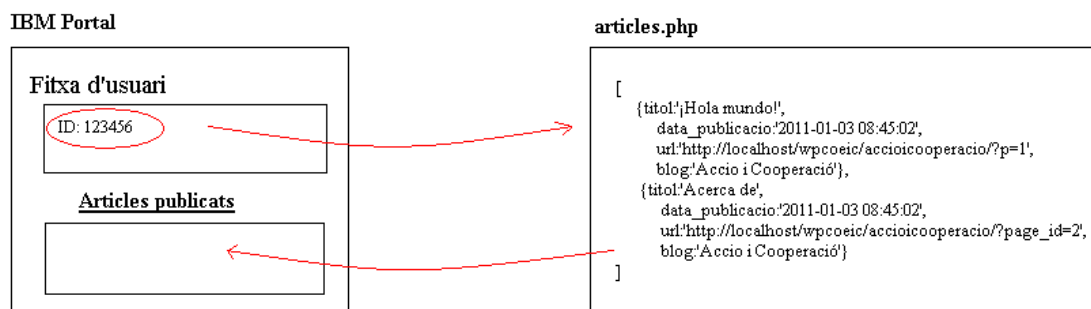 IBM Portal
Fitxa d'usuari
ID: 123456
Articles publicats
articles.php
[
{titol:'¡Hola mundo!',
data_publicacio:'2011-01-03 08:45:02',
url:'http://localhost/wpcoeic/accioicooperacio/?p=1',
blog:'Accio i Cooperació'},
{titol:'Acerca de',
data_publicacio:'2011-01-03 08:45:02',
url:'http://localhost/wpcoeic/accioicooperacio/?page_id=2',
blog:'Accio i Cooperació'}
]